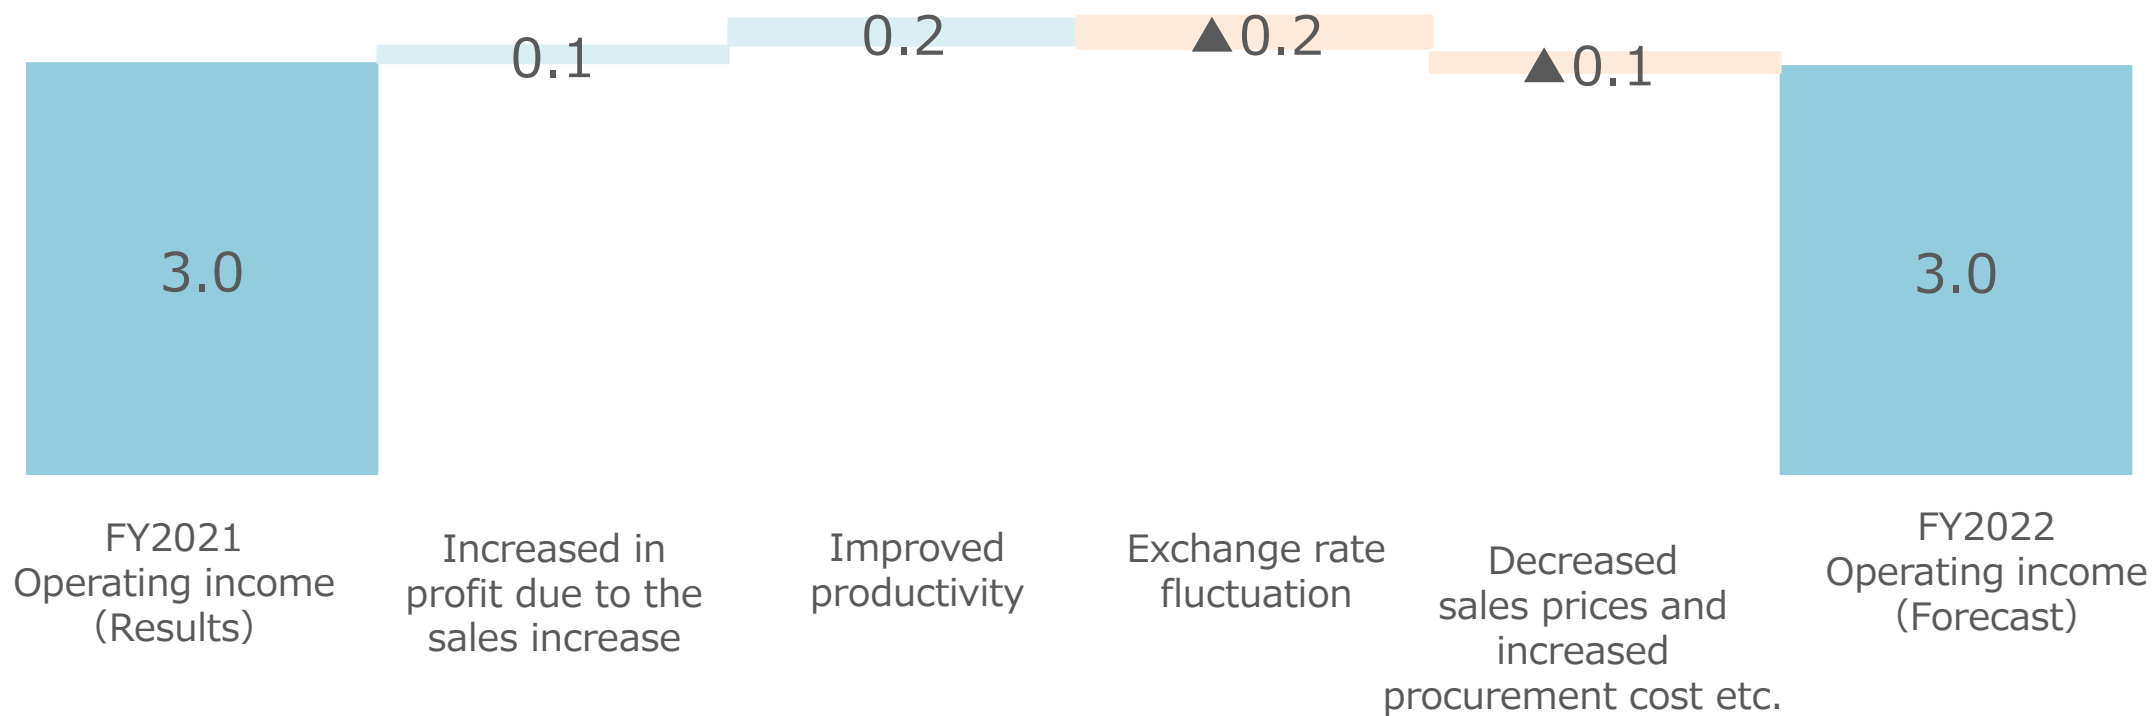 0.1
0.2
▲0.2
▲0.1
3.0
3.0
FY2021
Operating income
（Results）
Increased in
profit due to the
sales increase
Improved
productivity
Exchange rate
fluctuation
Decreased
sales prices and
increased
procurement cost etc.
FY2022
Operating income
（Forecast）